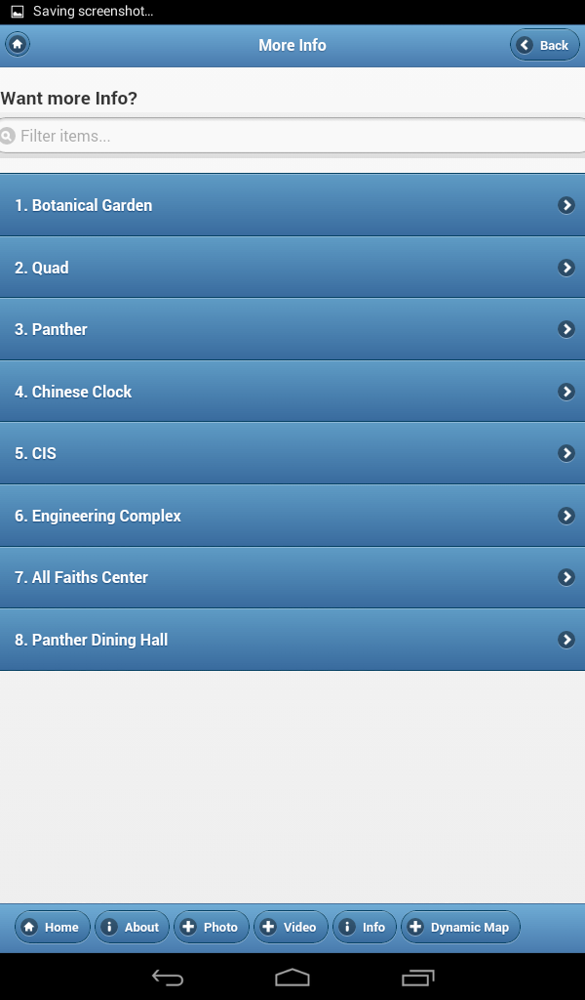 Saving screenshot...
More Info
Back
Want more Info?
Filter items...
1. Botanical Garden
2. Quad
3. Panther
4. Chinese Clock
5. CIS
6. Engineering Complex
7. All Faiths Center
8. Panther Dining Hall
Home About Photo Video Info Dynamic Map